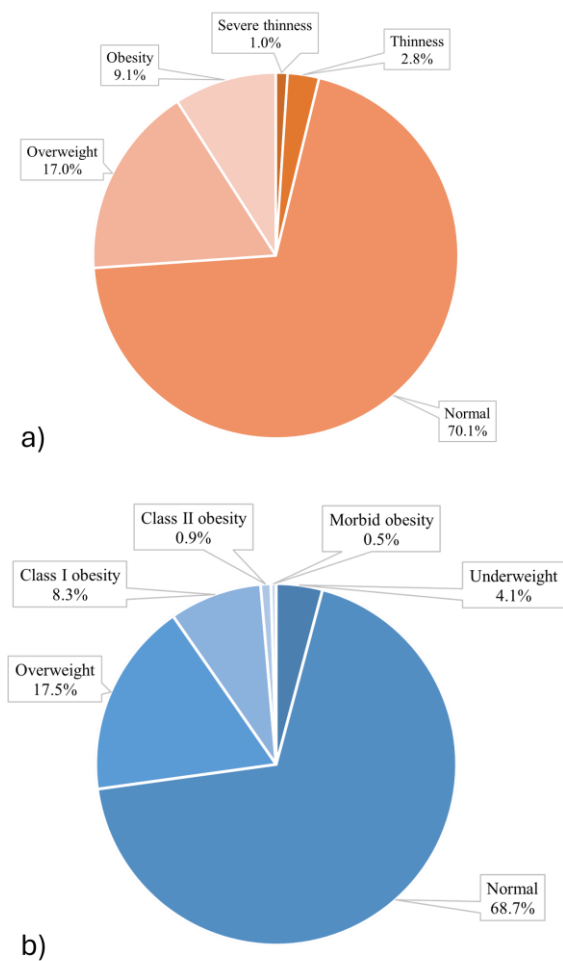 Severe thinness
1.0%
Thinness
2.8%
Obesity
9.1%
Overweight
17.0%
Normal
70.1%
a)
Class II obesity
0.9%
Morbid obesity
0.5%
Class I obesity
8.3%
Underweight
4.1%
Overweight
17.5%
Normal
68.7%
b)